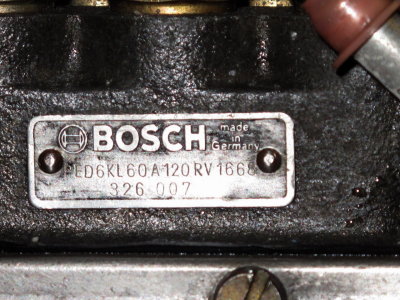 BOSCH made in Germany
PED6KL60A120RV1668
326 007